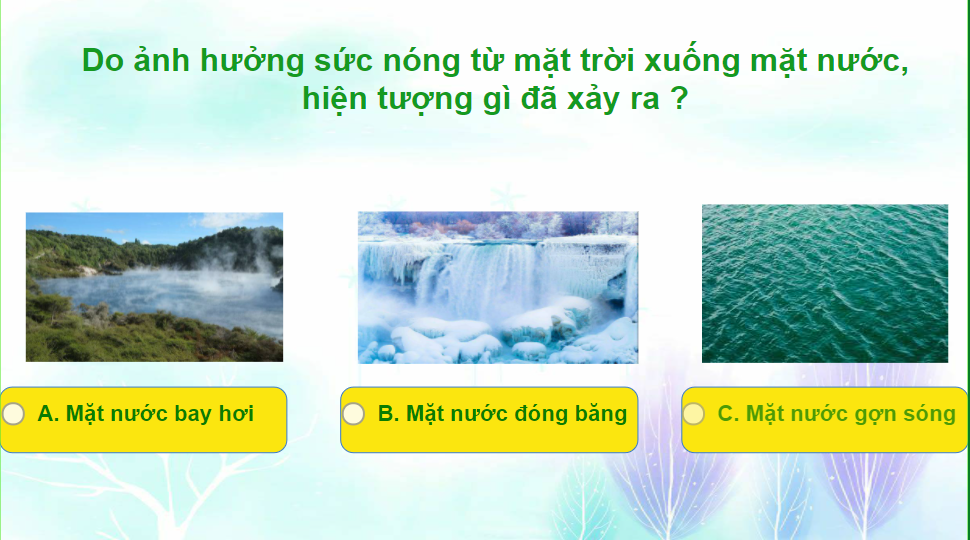 Do ảnh hưởng sức nóng từ mặt trời xuống mặt nước,
hiện tượng gì đã xảy ra ?
A. Mặt nước bay hơi
B. Mặt nước đóng băng
C. Mặt nước gợn sóng